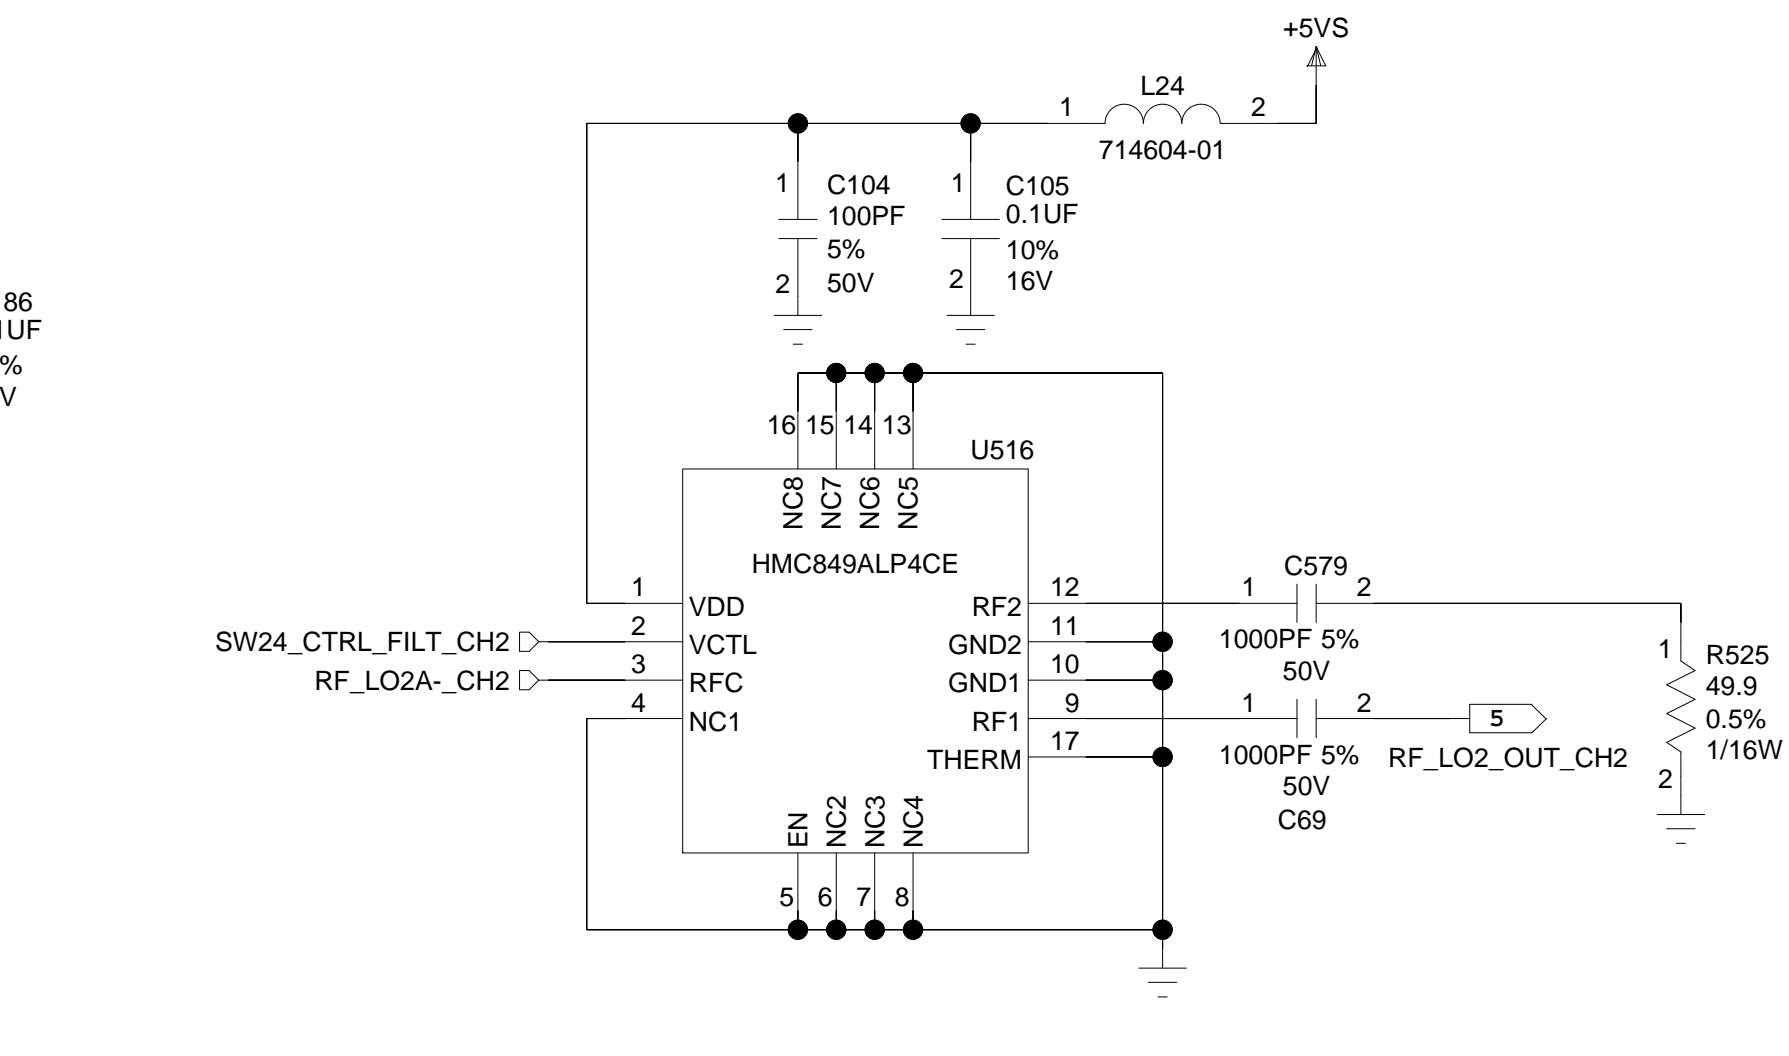 +5VS
L24
1
2
714604-01
1
C104
100PF
5%
50V
2
1
C105
0.1UF
10%
16V
2
86
1UF
%
V
16
15
14
13
U516
NC8
NC7
NC6
NC5
HMC849ALP4CE
1
VDD
SW24_CTRL_FILT_CH2
2
VCTL
RF_LO2A-_CH2
3
RFC
4
NC1
RF2
12
GND2
11
GND1
10
RF1
9
THERM
17
EN
NC2
NC3
NC4
5
6
7
8
C579
1
2
1000PF 5%
50V
1
2
1000PF 5%
50V
C69
5
RF_LO2_OUT_CH2
1
R525
49.9
0.5%
1/16W
2